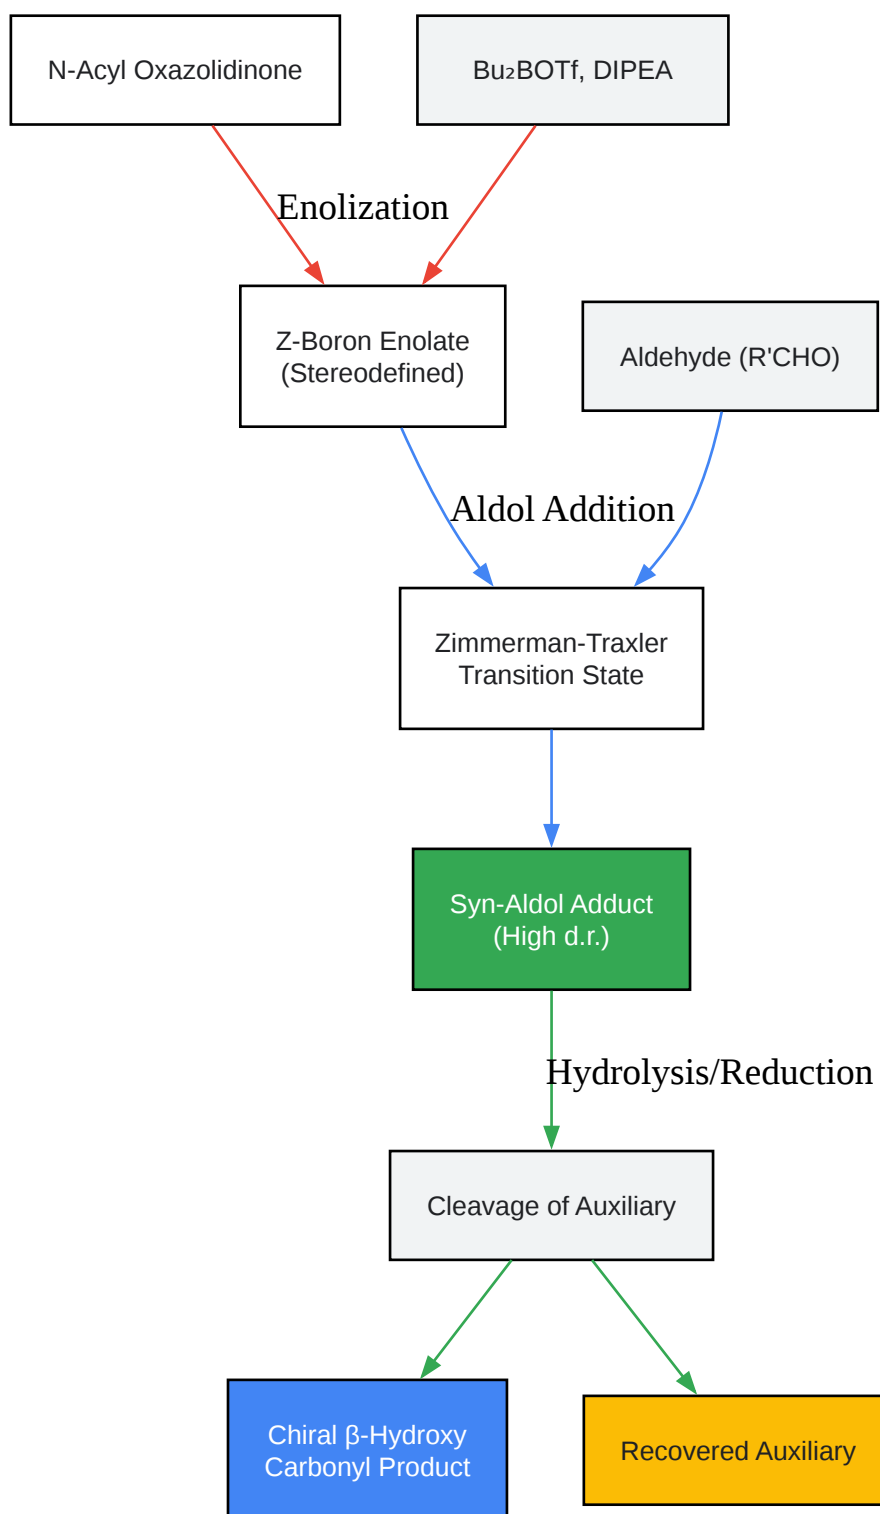 N-Acyl Oxazolidinone
Bu₂BOTf, DIPEA
Enolization
Z-Boron Enolate
(Stereodefined)
Aldehyde (R'CHO)
Aldol Addition
Zimmerman-Traxler
Transition State
Syn-Aldol Adduct
(High d.r.)
Hydrolysis/Reduction
Cleavage of Auxiliary
Chiral β-Hydroxy
Carbonyl Product
Recovered Auxiliary